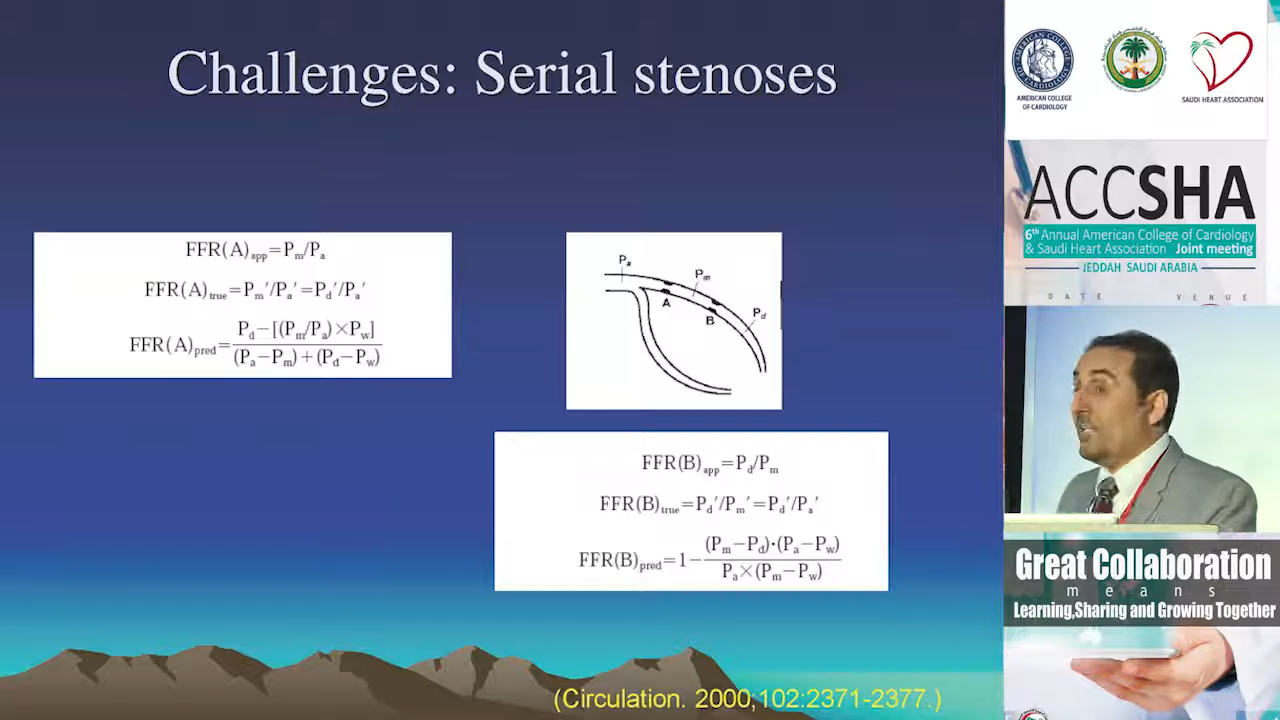 Challenges: Serial stenoses
FFR(A)app=Pm/Pa
FFR(A)true=Pm′/Pa′=Pd′/Pa′
FFR(A)pred=Pd−[(Pm/Pa)×Pw]
(Pa−Pm)+(Pd−Pw)
Pa
Pm
A
B
Pd
FFR(B)app=Pd/Pm
FFR(B)true=Pd′/Pm′=Pd′/Pa′
FFR(B)pred=1−(Pm−Pd)·(Pa−Pw)
Pa×(Pm−Pw)
(Circulation. 2000;102:2371-2377.)
AMERICAN COLLEGE OF CARDIOLOGY
AMERICAN COLLEGE
OF CARDIOLOGY
SAUDI HEART ASSOCIATION
ACCSHA
6th Annual American College of Cardiology
& Saudi Heart Association Joint meeting
JEDDAH SAUDI ARABIA
DATE VENUE
Great Collaboration
means
Learning,Sharing and Growing Together